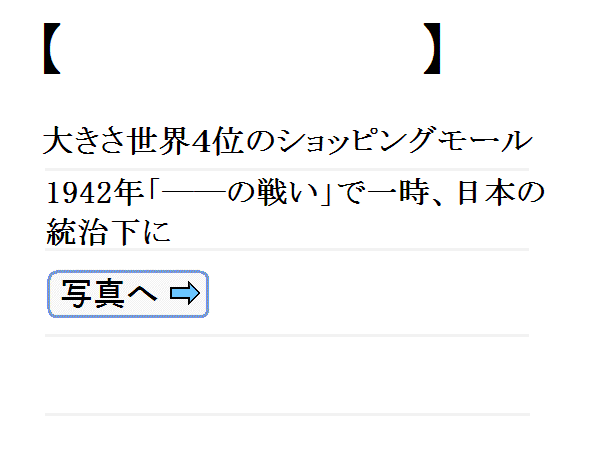 【　　　　　　　　】
大きさ世界４位のショッピングモール
1942年｢───の戦い｣で一時、日本の
統治下に
写真へ ⇨